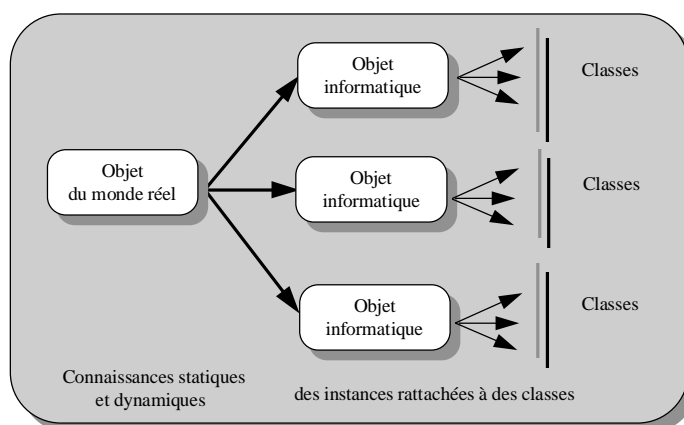 Objet
informatique
Classes
Objet
du monde réel
Objet
informatique
Classes
Objet
informatique
Classes
Connaissances statiques
et dynamiques
des instances rattachées à des classes